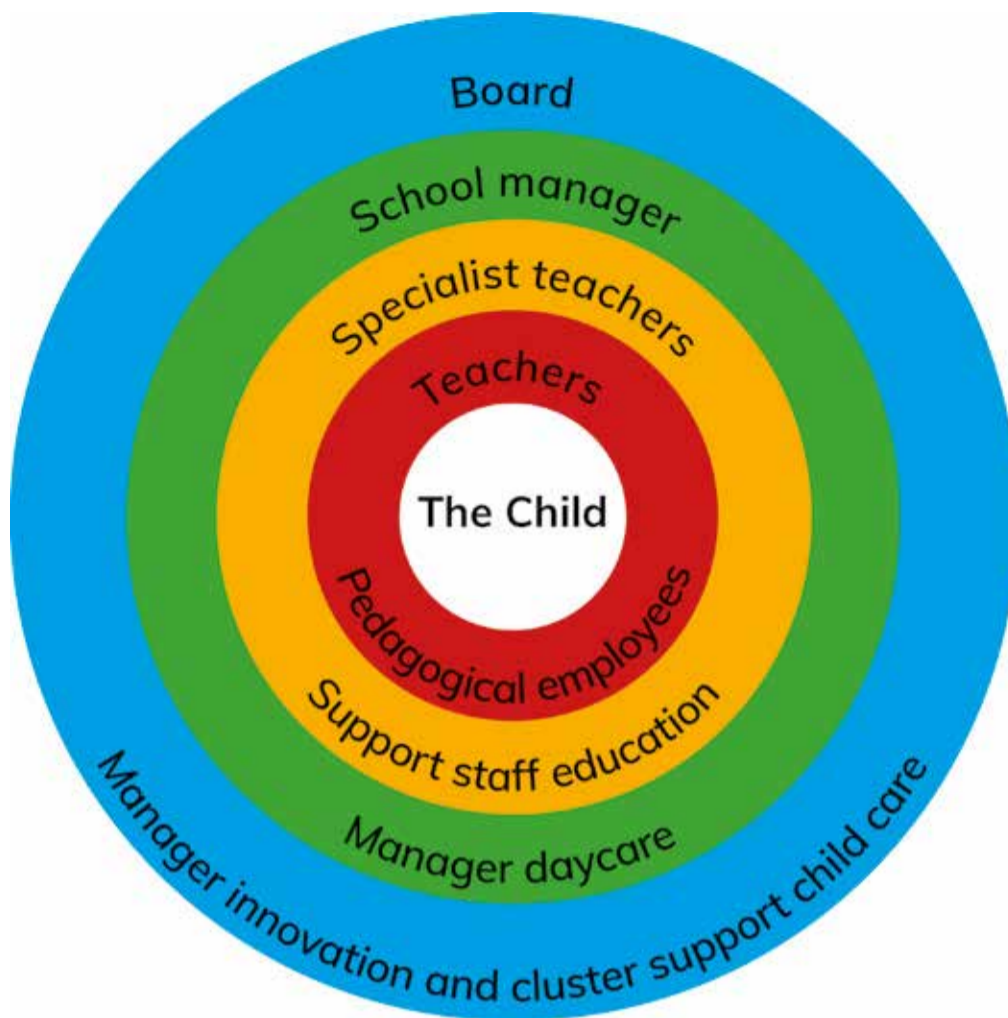 Board
School manager
Specialist teachers
Teachers
The Child
Pedagogical employees
Support staff education
Manager daycare
Manager innovation and cluster support child care